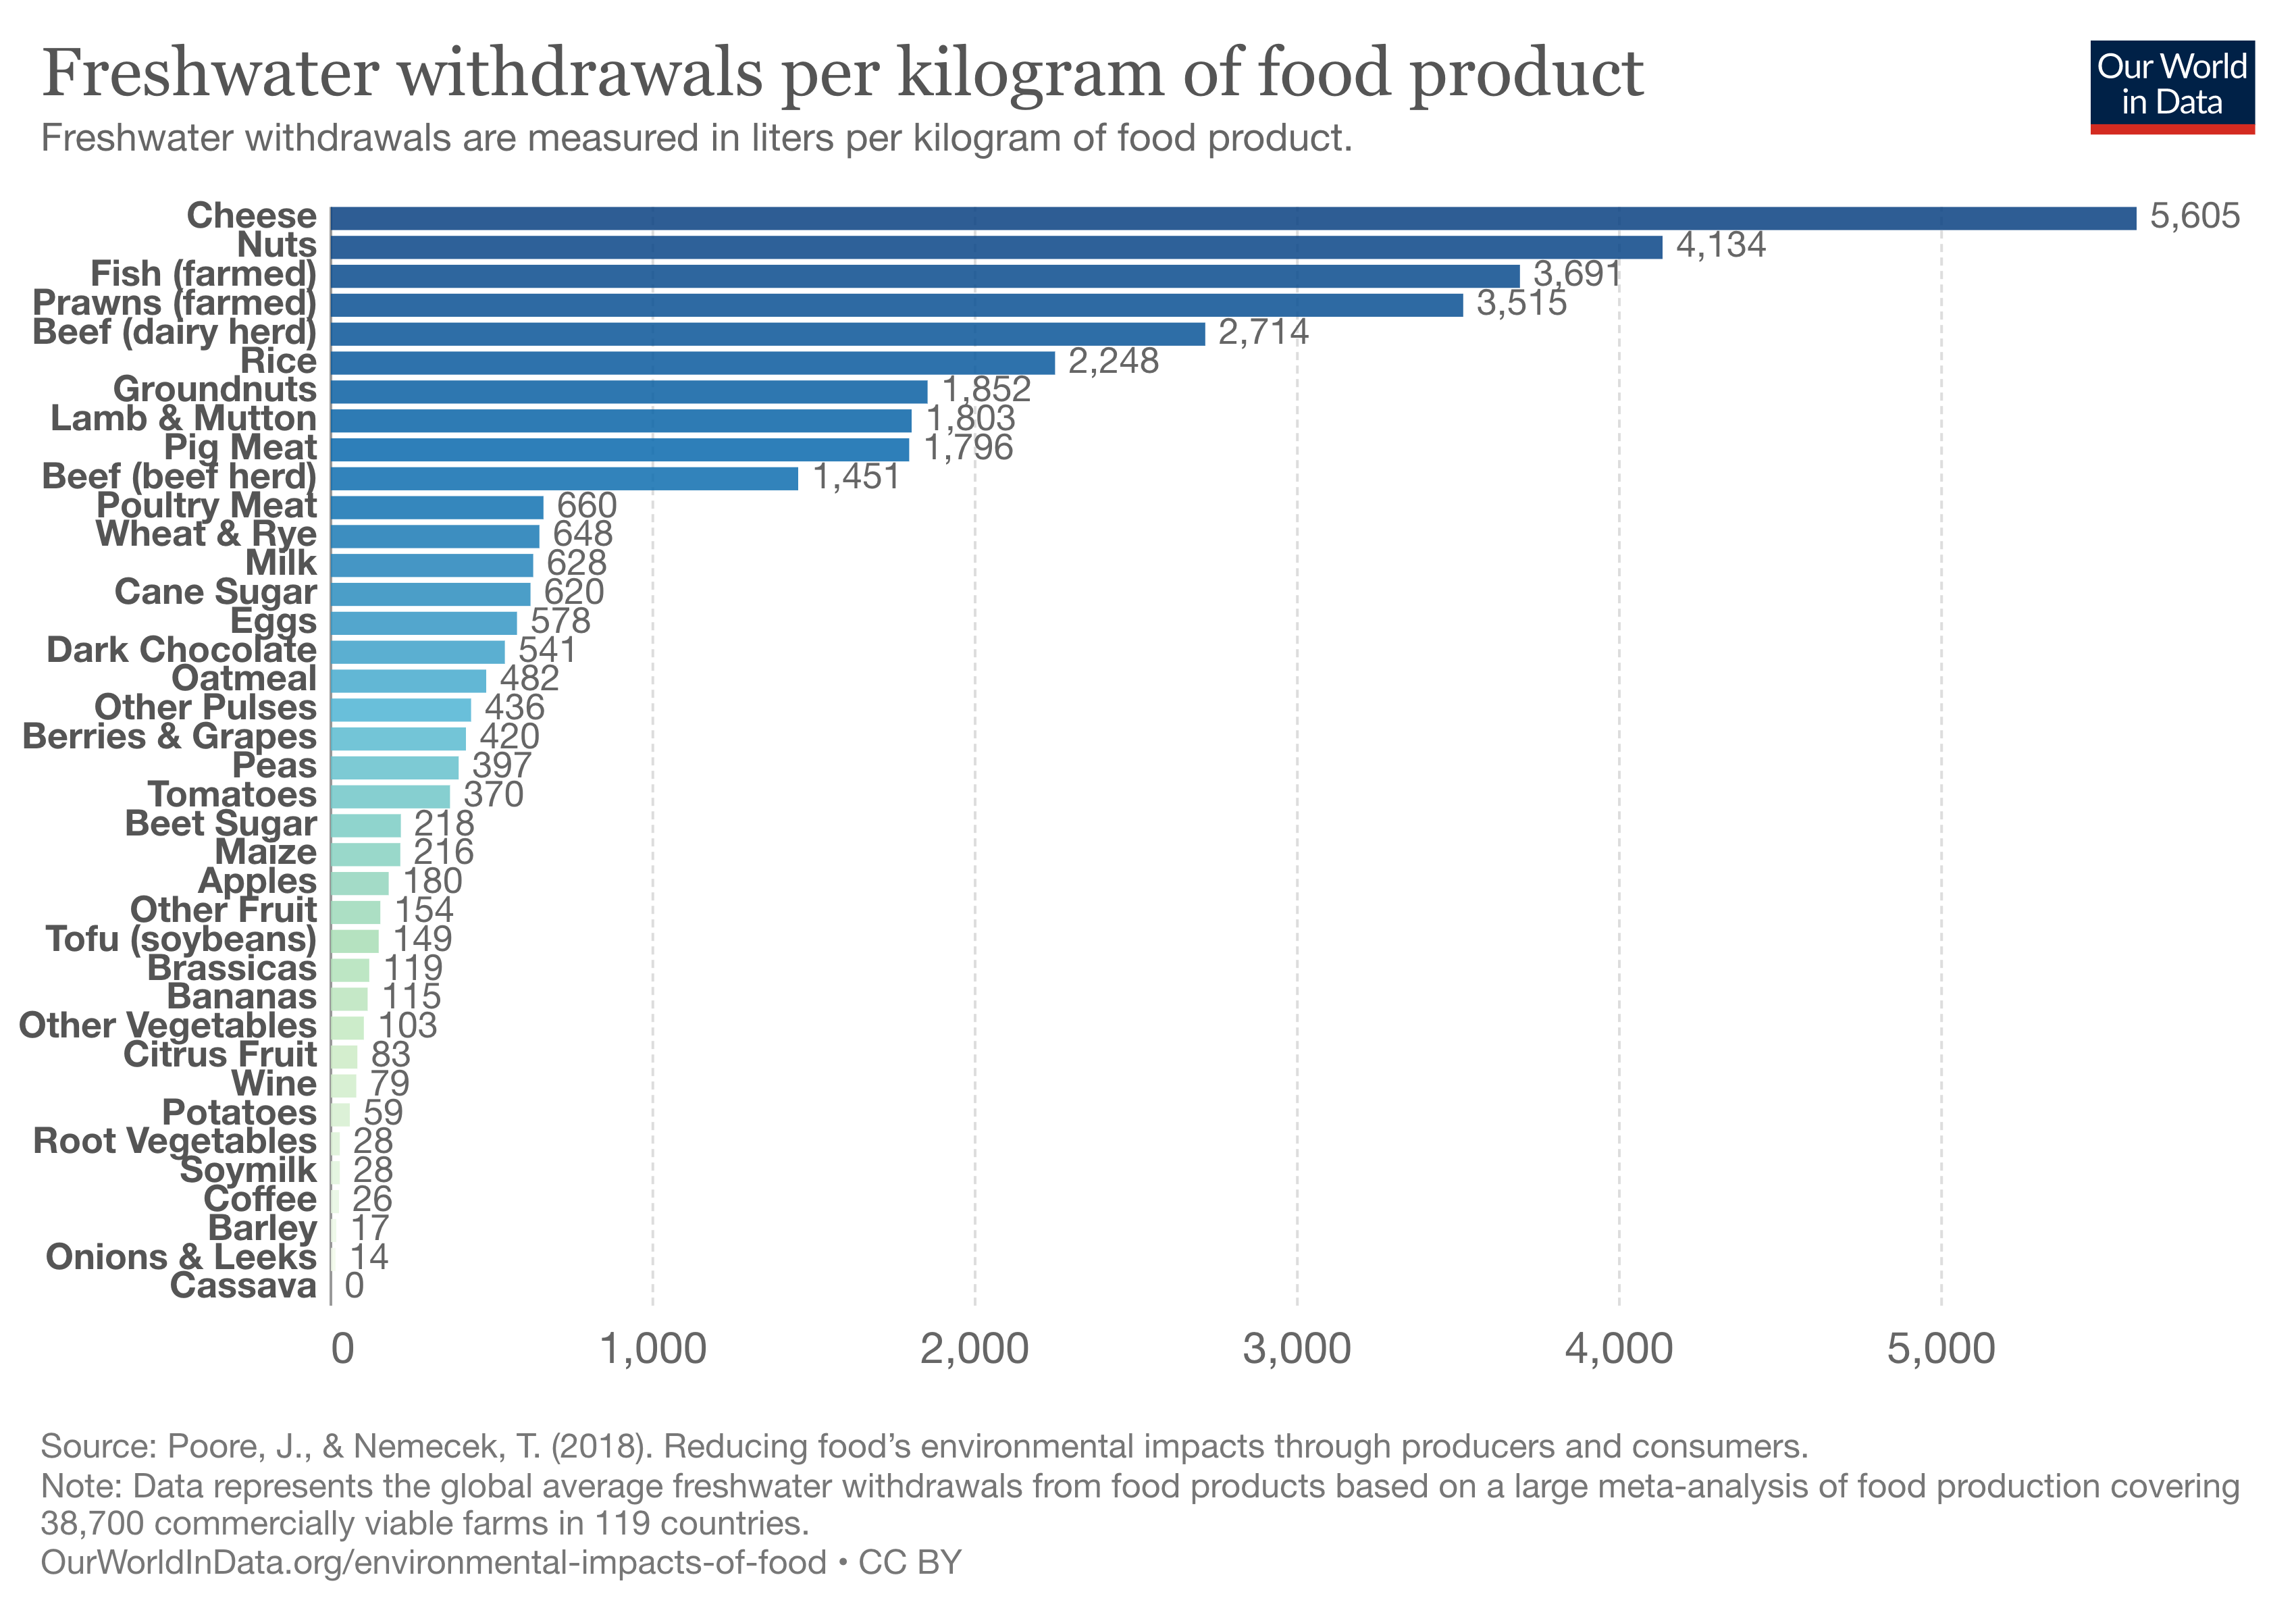 Freshwater withdrawals per kilogram of food product
Our World
in Data
Freshwater withdrawals are measured in liters per kilogram of food product.
Cheese 5,605
Nuts 4,134
Fish (farmed) 3,691
Prawns (farmed) 3,515
Beef (dairy herd) 2,714
Rice 2,248
Groundnuts 1,852
Lamb & Mutton 1,803
Pig Meat 1,796
Beef (beef herd) 1,451
Poultry Meat 660
Wheat & Rye 648
Milk 628
Cane Sugar 620
Eggs 578
Dark Chocolate 541
Oatmeal 482
Other Pulses 436
Berries & Grapes 420
Peas 397
Tomatoes 370
Beet Sugar 218
Maize 216
Apples 180
Other Fruit 154
Tofu (soybeans) 149
Brassicas 119
Bananas 115
Other Vegetables 103
Citrus Fruit 83
Wine 79
Potatoes 59
Root Vegetables 28
Soymilk 28
Coffee 26
Barley 17
Onions & Leeks 14
Cassava 0
0 1,000 2,000 3,000 4,000 5,000
Source: Poore, J., & Nemecek, T. (2018). Reducing food’s environmental impacts through producers and consumers.
Note: Data represents the global average freshwater withdrawals from food products based on a large meta-analysis of food production covering
38,700 commercially viable farms in 119 countries.
OurWorldInData.org/environmental-impacts-of-food • CC BY